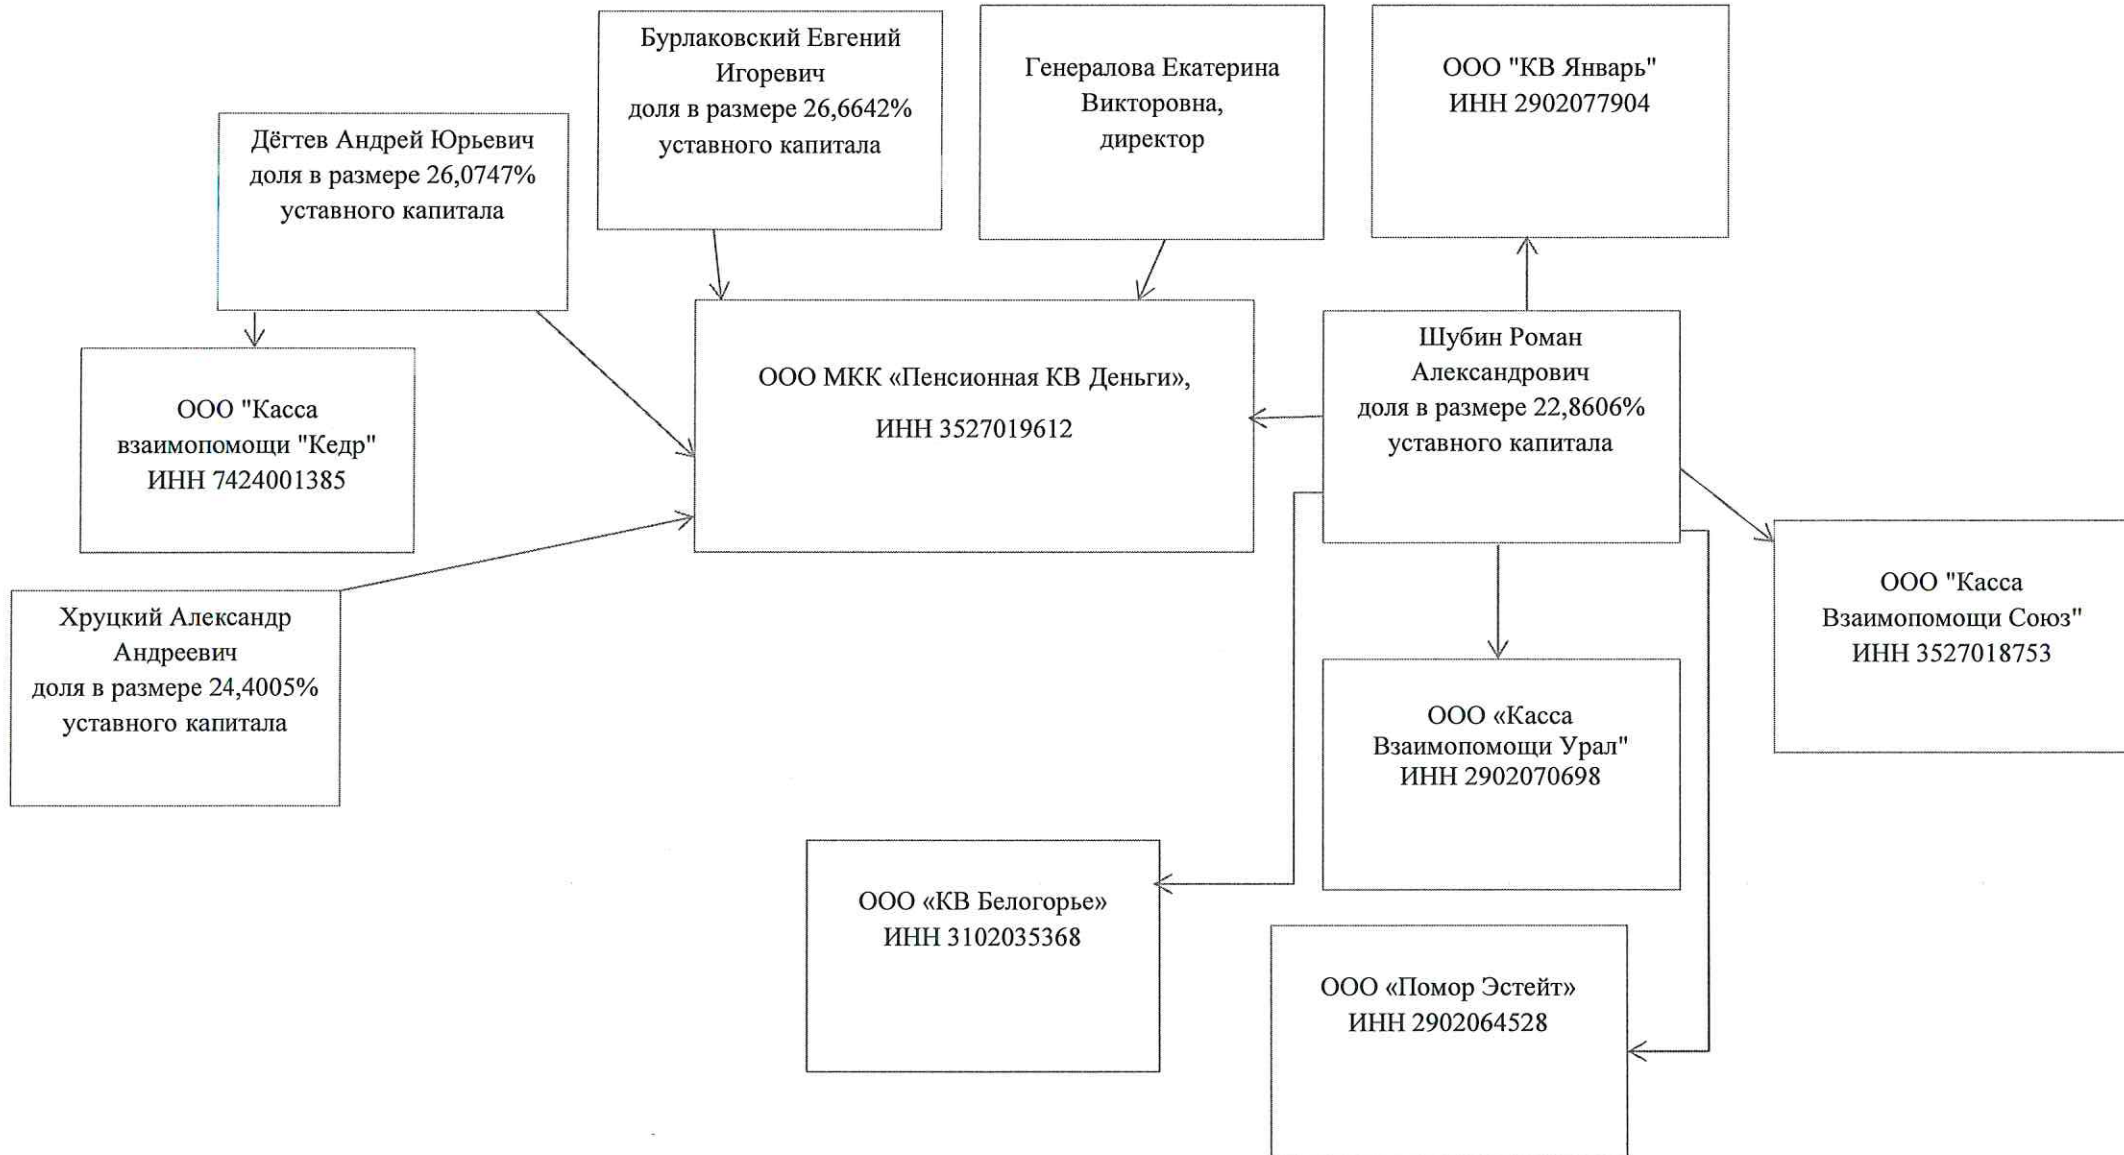 Бурлаковский Евгений
Игоревич
доля в размере 26,6642%
уставного капитала
Генералова Екатерина
Викторовна,
директор
ООО "КВ Январь"
ИНН 2902077904
Дёгтев Андрей Юрьевич
доля в размере 26,0747%
уставного капитала
ООО "Касса
взаимопомощи "Кедр"
ИНН 7424001385
ООО МКК «Пенсионная КВ Деньги»,
ИНН 3527019612
Шубин Роман
Александрович
доля в размере 22,8606%
уставного капитала
Хруцкий Александр
Андреевич
доля в размере 24,4005%
уставного капитала
ООО "Касса
Взаимопомощи Союз"
ИНН 3527018753
ООО «Касса
Взаимопомощи Урал"
ИНН 2902070698
ООО «КВ Белогорье»
ИНН 3102035368
ООО «Помор Эстейт»
ИНН 2902064528